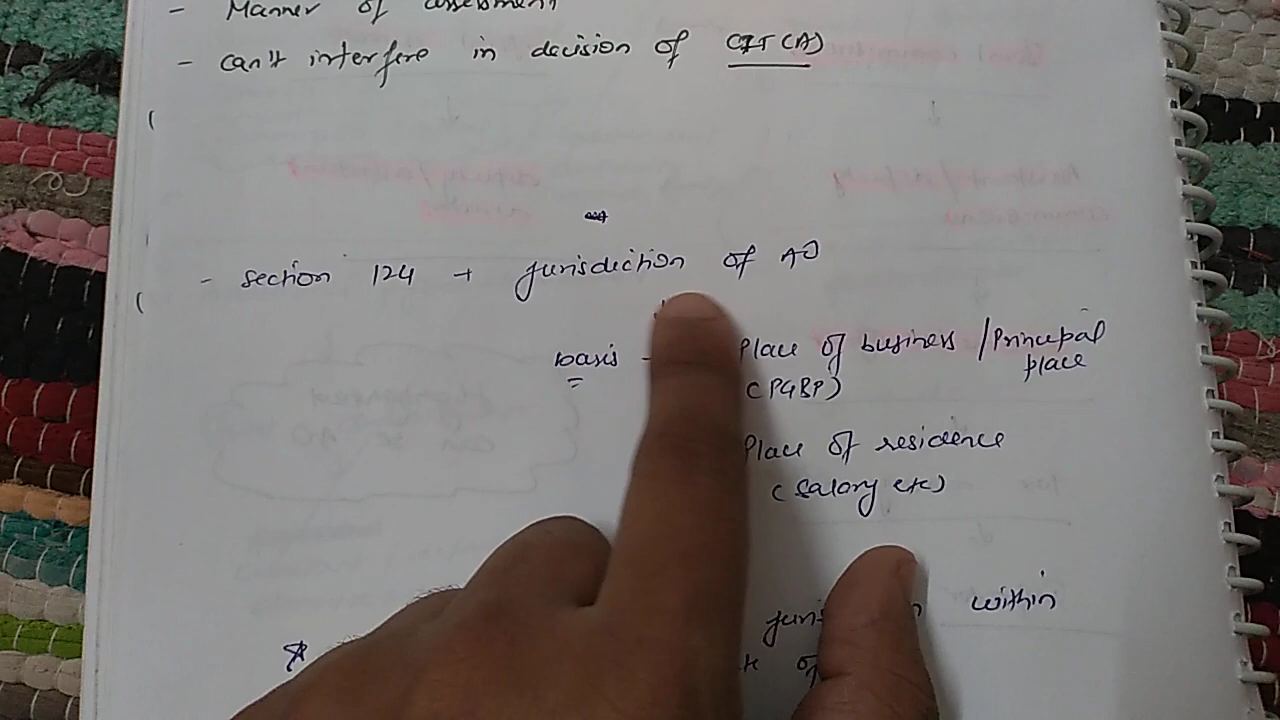 - Manner of assessment
- can't interfere in decision of CIT(A)
- section 124 → jurisdiction of AO
basis - Place of business / Principal place
(PGBP)
Place of residence
(salary etc)
within